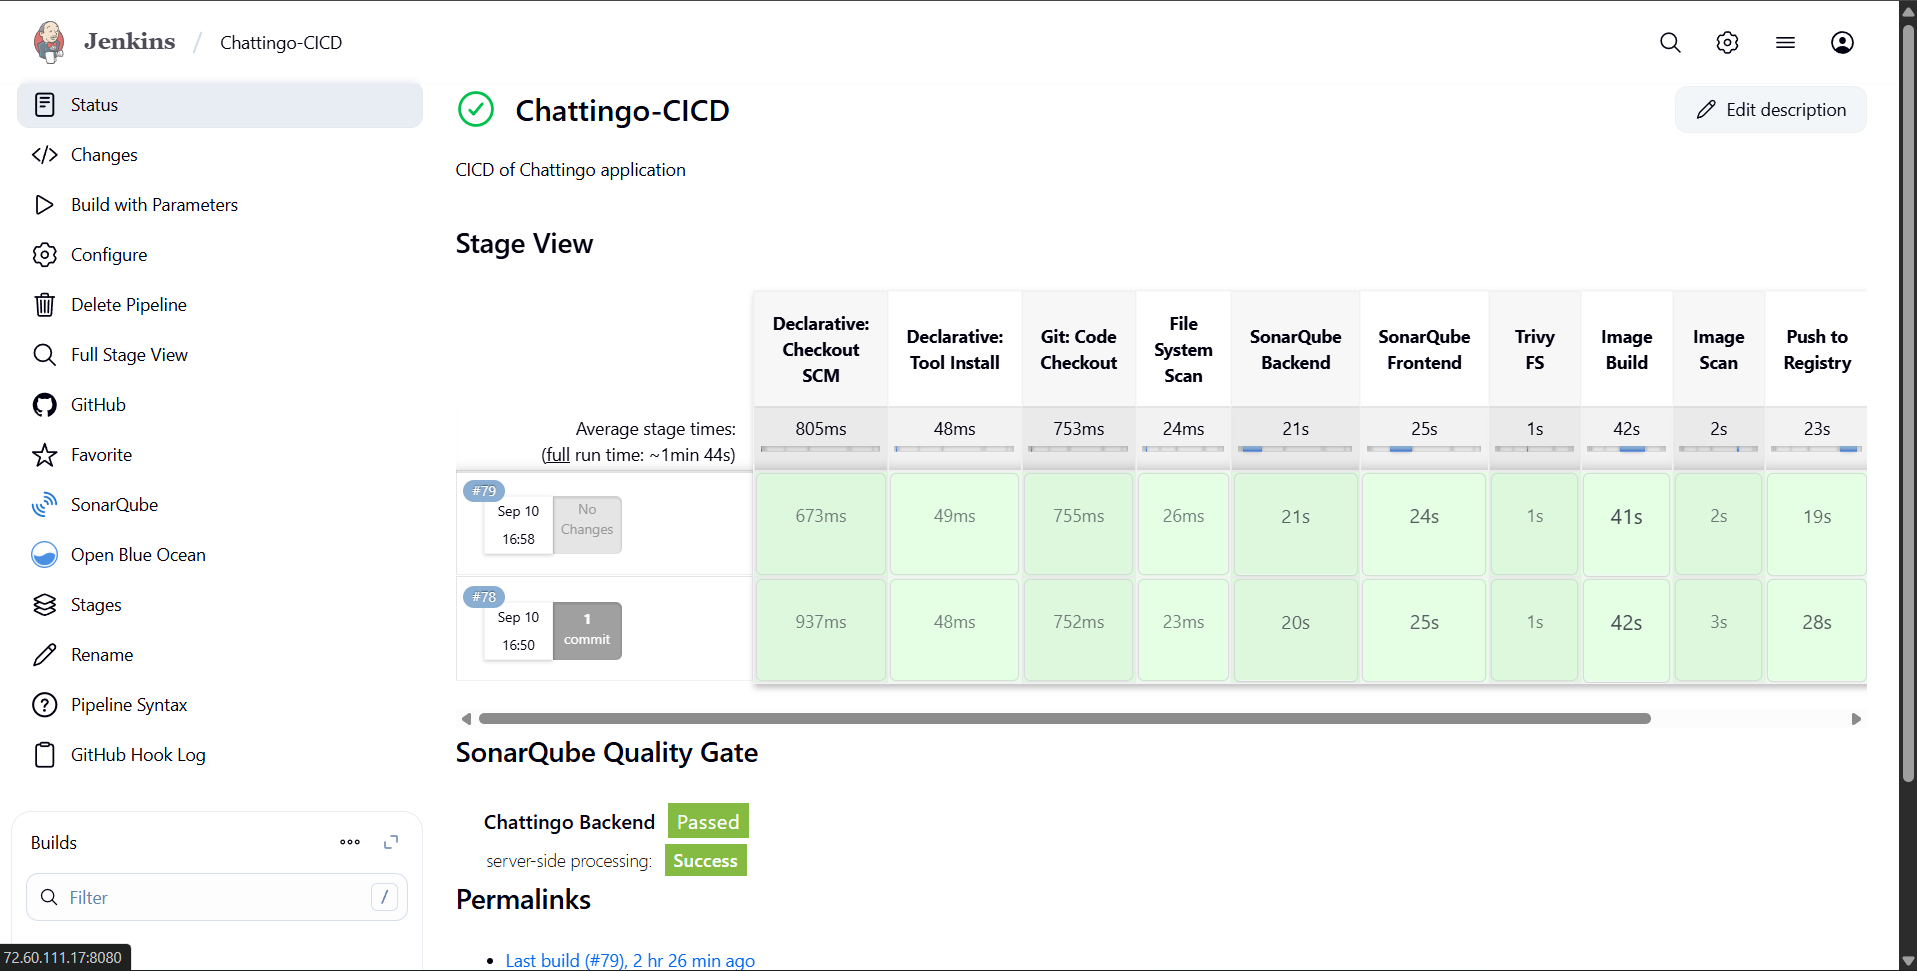 Jenkins / Chattingo-CICD
Status
Changes
Build with Parameters
Configure
Delete Pipeline
Full Stage View
GitHub
Favorite
SonarQube
Open Blue Ocean
Stages
Rename
Pipeline Syntax
GitHub Hook Log
Builds
Filter /
72.60.111.17:8080
Chattingo-CICD
Edit description
CICD of Chattingo application
Stage View
Declarative: Checkout SCM
Declarative: Tool Install
Git: Code Checkout
File System Scan
SonarQube Backend
SonarQube Frontend
Trivy FS
Image Build
Image Scan
Push to Registry
Average stage times:
(full run time: ~1min 44s)
805ms 48ms 753ms 24ms 21s 25s 1s 42s 2s 23s
#79
Sep 10
16:58
No
Changes
673ms 49ms 755ms 26ms 21s 24s 1s 41s 2s 19s
#78
Sep 10
16:50
1
commit
937ms 48ms 752ms 23ms 20s 25s 1s 42s 3s 28s
SonarQube Quality Gate
Chattingo Backend Passed
server-side processing: Success
Permalinks
Last build (#79), 2 hr 26 min ago